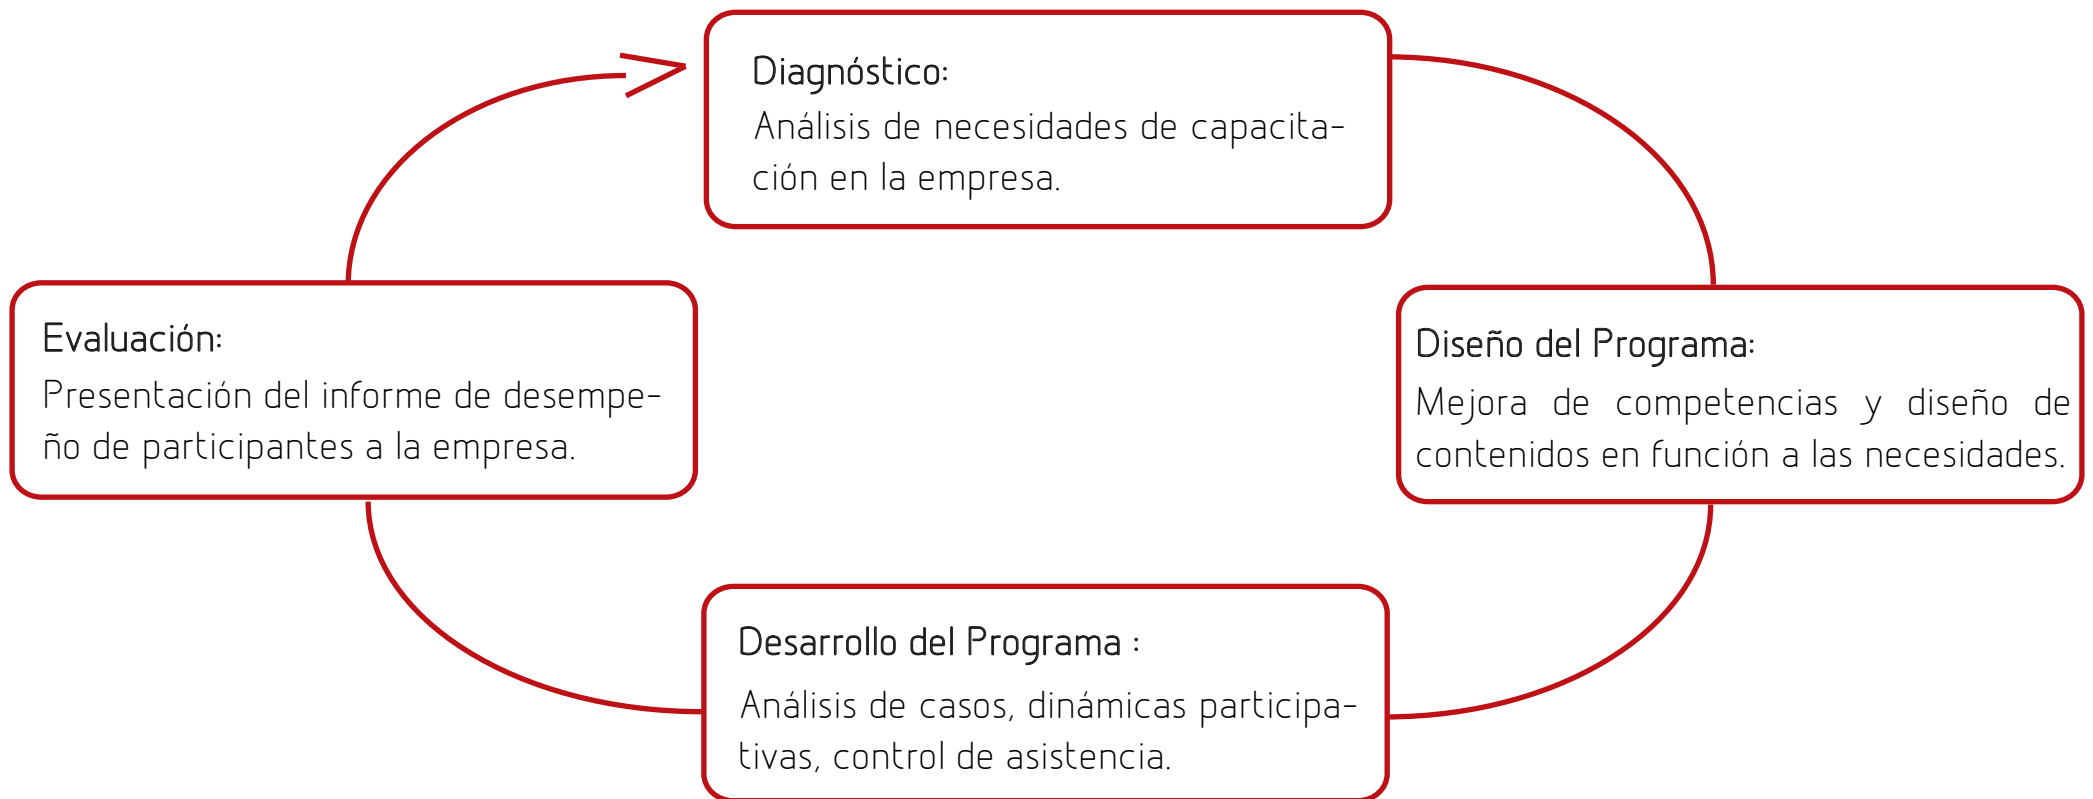 Diagnóstico:
Análisis de necesidades de capacita-
ción en la empresa.
Evaluación:
Presentación del informe de desempe-
ño de participantes a la empresa.
Diseño del Programa:
Mejora de competencias y diseño de
contenidos en función a las necesidades.
Desarrollo del Programa :
Análisis de casos, dinámicas participa-
tivas, control de asistencia.